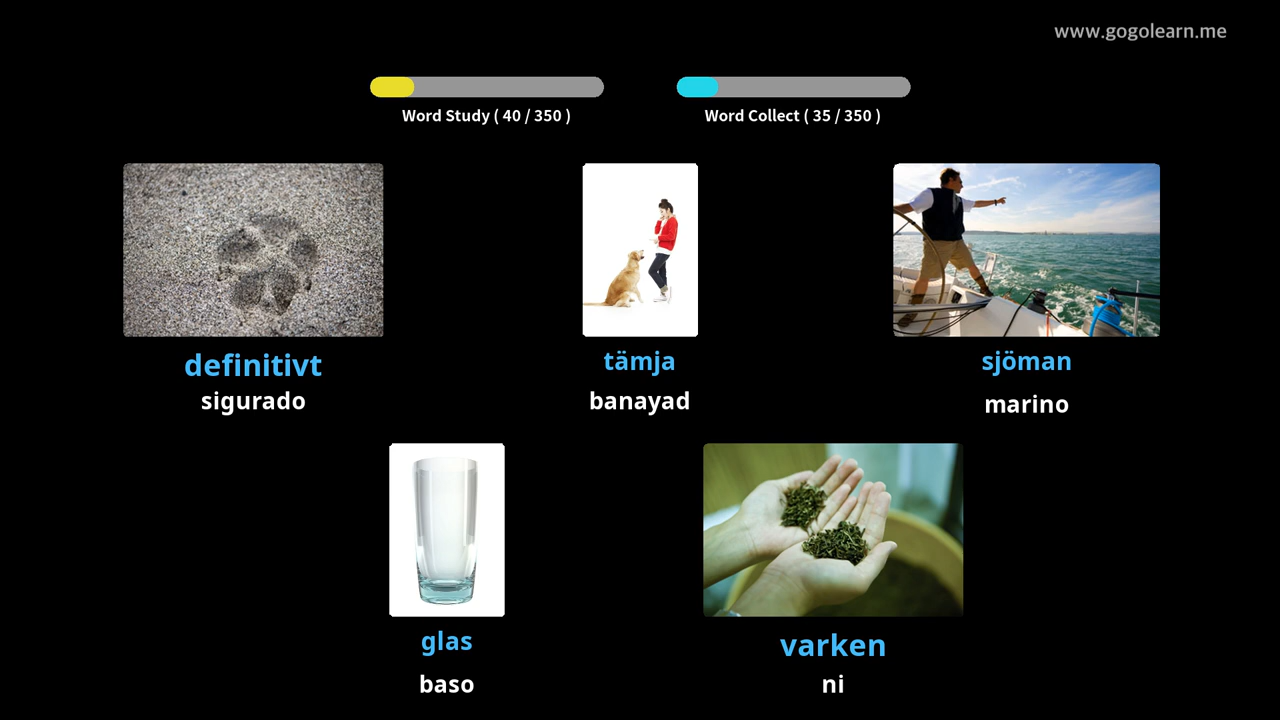 www.gogolearn.me
Word Study ( 40 / 350 )
Word Collect ( 35 / 350 )
definitivt
sigurado
tämja
banayad
sjöman
marino
glas
baso
varken
ni